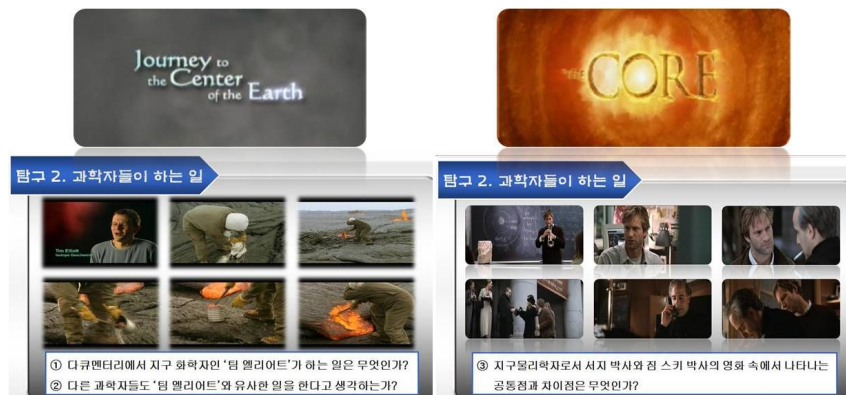 Journey to
the Center
of the Earth
THE CORE
탐구 2. 과학자들이 하는 일
Tim Elliott
① 다큐멘터리에서 지구 화학자인 '팀 엘리어트'가 하는 일은 무엇인가?
② 다른 과학자들도 '팀 엘리어트'와 유사한 일을 한다고 생각하는가?
탐구 2. 과학자들이 하는 일
③ 지구물리학자로서 서지 박사와 짐 스키 박사의 영화 속에서 나타나는
공통점과 차이점은 무엇인가?